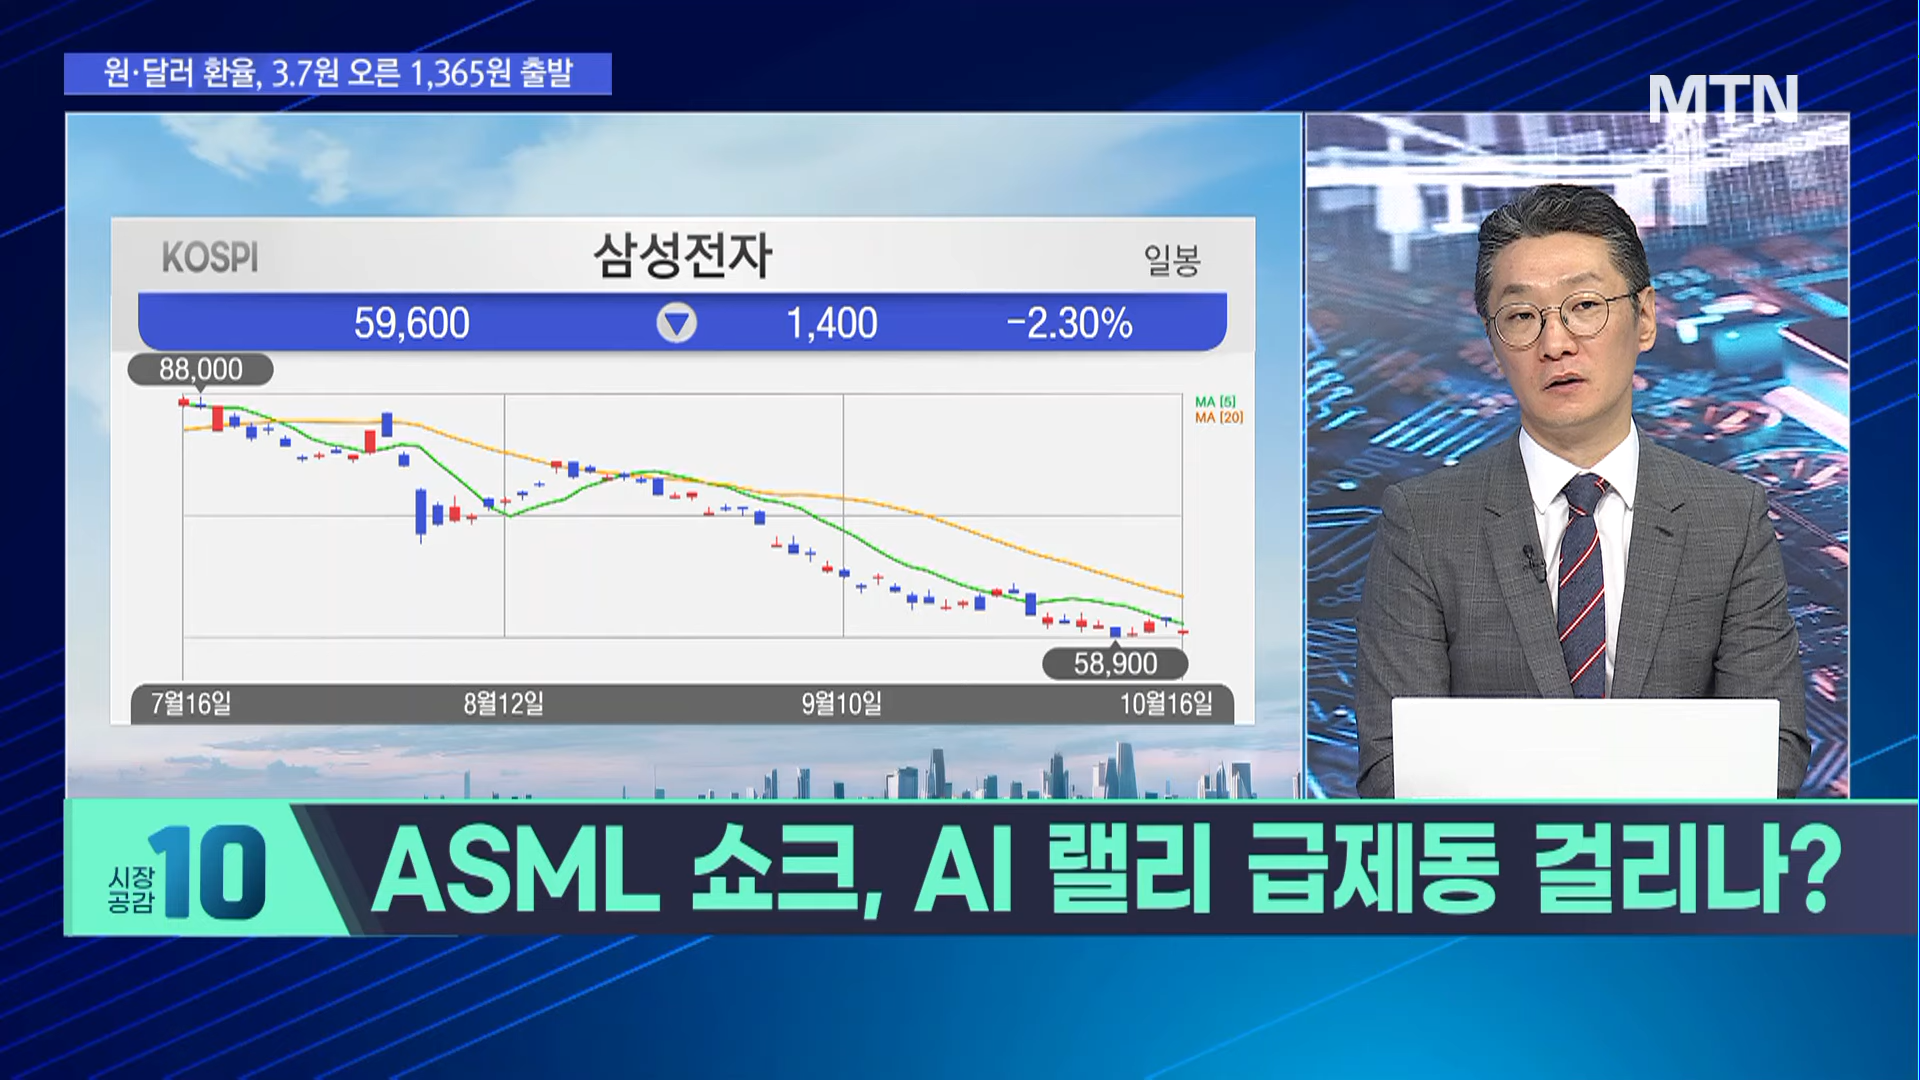 원·달러 환율, 3.7원 오른 1,365원 출발
MTN
KOSPI 삼성전자 일봉
59,600 ▼ 1,400 -2.30%
88,000
MA [5]
MA [20]
58,900
7월16일 8월12일 9월10일 10월16일
시장
공감
10
ASML 쇼크, AI 랠리 급제동 걸리나?